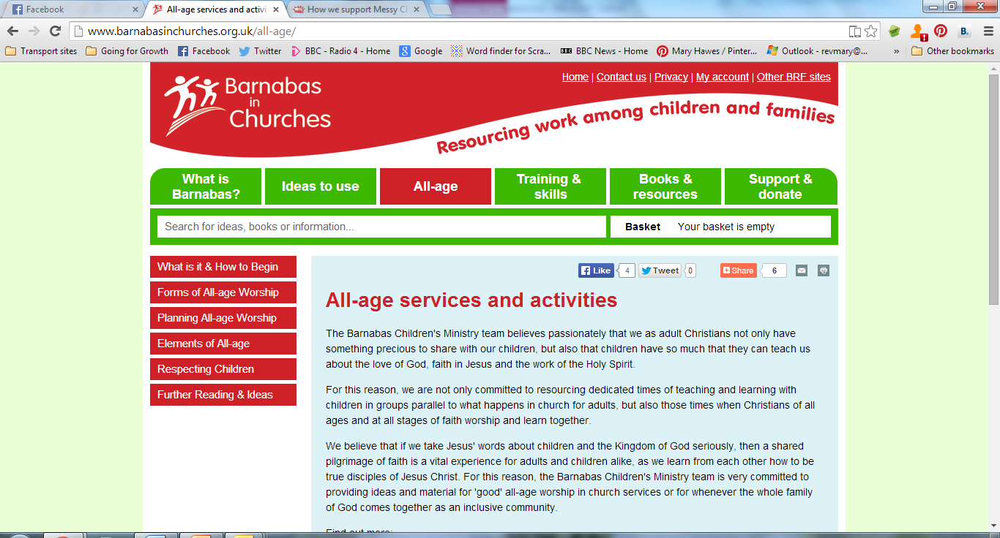 Facebook
All-age services and activi
How we support Messy C
www.barnabasinchurches.org.uk/all-age/
Transport sites
Going for Growth
Facebook
Twitter
BBC - Radio 4 - Home
Google
Word finder for Scra...
BBC News - Home
Mary Hawes / Pinter...
Outlook - revmary@...
»
Other bookmarks
Barnabas
in
Churches
Home | Contact us | Privacy | My account | Other BRF sites
Resourcing work among children and families
What is
Barnabas?
Ideas to use
All-age
Training &
skills
Books &
resources
Support &
donate
Search for ideas, books or information...
Basket Your basket is empty
What is it & How to Begin
Forms of All-age Worship
Planning All-age Worship
Elements of All-age
Respecting Children
Further Reading & Ideas
Like 4 Tweet 0 Share 6
All-age services and activities
The Barnabas Children's Ministry team believes passionately that we as adult Christians not only have
something precious to share with our children, but also that children have so much that they can teach us
about the love of God, faith in Jesus and the work of the Holy Spirit.
For this reason, we are not only committed to resourcing dedicated times of teaching and learning with
children in groups parallel to what happens in church for adults, but also those times when Christians of all
ages and at all stages of faith worship and learn together.
We believe that if we take Jesus' words about children and the Kingdom of God seriously, then a shared
pilgrimage of faith is a vital experience for adults and children alike, as we learn from each other how to be
true disciples of Jesus Christ. For this reason, the Barnabas Children's Ministry team is very committed to
providing ideas and material for 'good' all-age worship in church services or for whenever the whole family
of God comes together as an inclusive community.
Find out more: